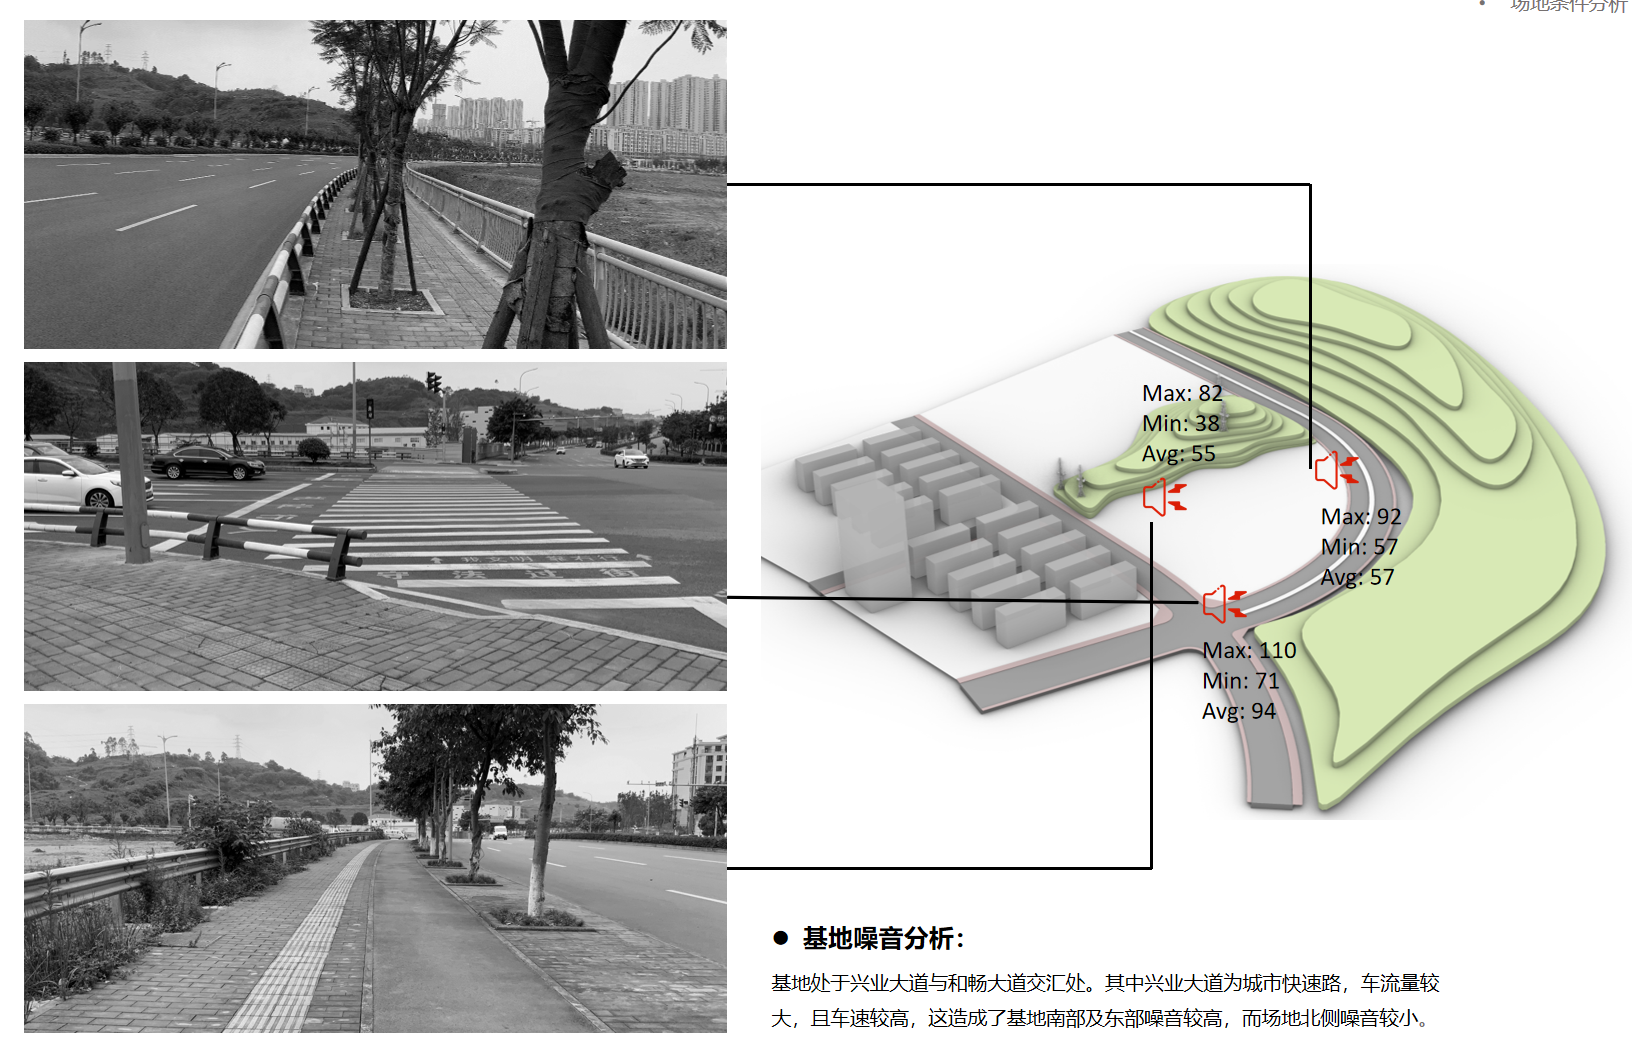 • 场地条件分析
Max: 82
Min: 38
Avg: 55
Max: 92
Min: 57
Avg: 57
Max: 110
Min: 71
Avg: 94
● 基地噪音分析：
基地处于兴业大道与和畅大道交汇处。其中兴业大道为城市快速路，车流量较
大，且车速较高，这造成了基地南部及东部噪音较高，而场地北侧噪音较小。